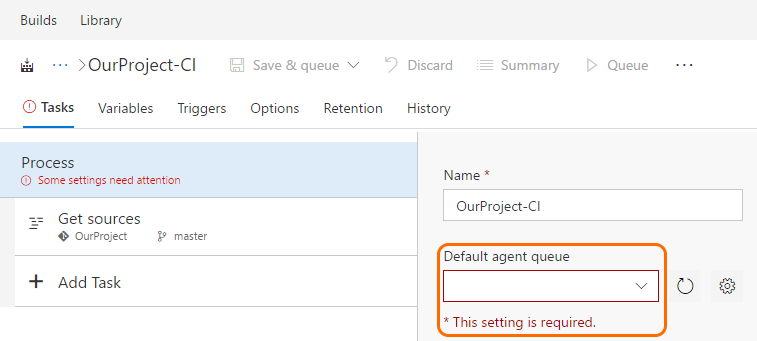 Builds Library
··· >OurProject-CI Save & queue Discard Summary Queue ···
Tasks Variables Triggers Options Retention History
Process
Some settings need attention
Get sources
OurProject master
Add Task
Name *
OurProject-CI
Default agent queue
* This setting is required.